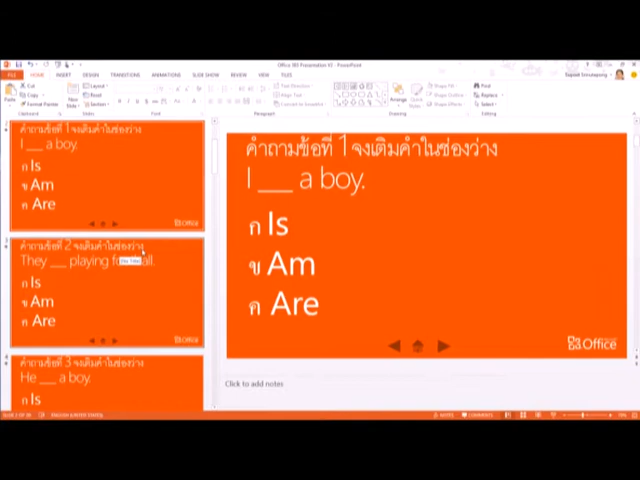 Office 365 Presentation V2 - PowerPoint
FILE HOME INSERT DESIGN TRANSITIONS ANIMATIONS SLIDE SHOW REVIEW VIEW
Cut
Copy
Format Painter
Paste
Clipboard
New
Slide
Layout
Reset
Section
Slides
Font
Text Direction
Align Text
Convert to SmartArt
Paragraph
Arrange
Quick
Shape Fill
Shape Outline
Shape Effects
Drawing
Find
Replace
Select
Editing
คำถามข้อที่ 1 จงเติมคำในช่องว่าง
I ___ a boy.
ก Is
ข Am
ค Are
Office
3
คำถามข้อที่ 2 จงเติมคำในช่องว่าง
They ___ playing
ก Is
ข Am
ค Are
Office
4
คำถามข้อที่ 3 จงเติมคำในช่องว่าง
He ___ a boy.
ก Is
คำถามข้อที่ 1 จงเติมคำในช่องว่าง
I ___ a boy.
ก Is
ข Am
ค Are
Office
Click to add notes
NOTES
COMMENTS